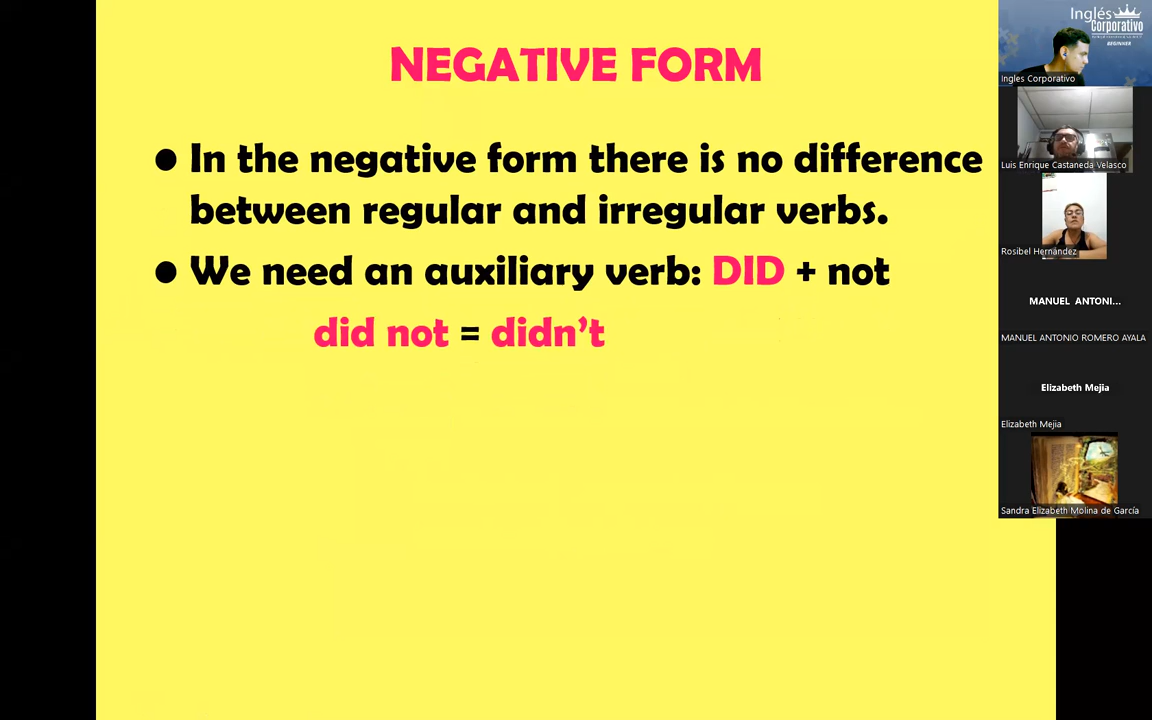 NEGATIVE FORM
● In the negative form there is no difference
between regular and irregular verbs.
● We need an auxiliary verb: DID + not
did not = didn't
Inglés
Corporativo
BEGINNER
Ingles Corporativo
Luis Enrique Castaneda Velasco
Rosibel Hernández
MANUEL ANTONI...
MANUEL ANTONIO ROMERO AYALA
Elizabeth Mejia
Elizabeth Mejia
Sandra Elizabeth Molina de García